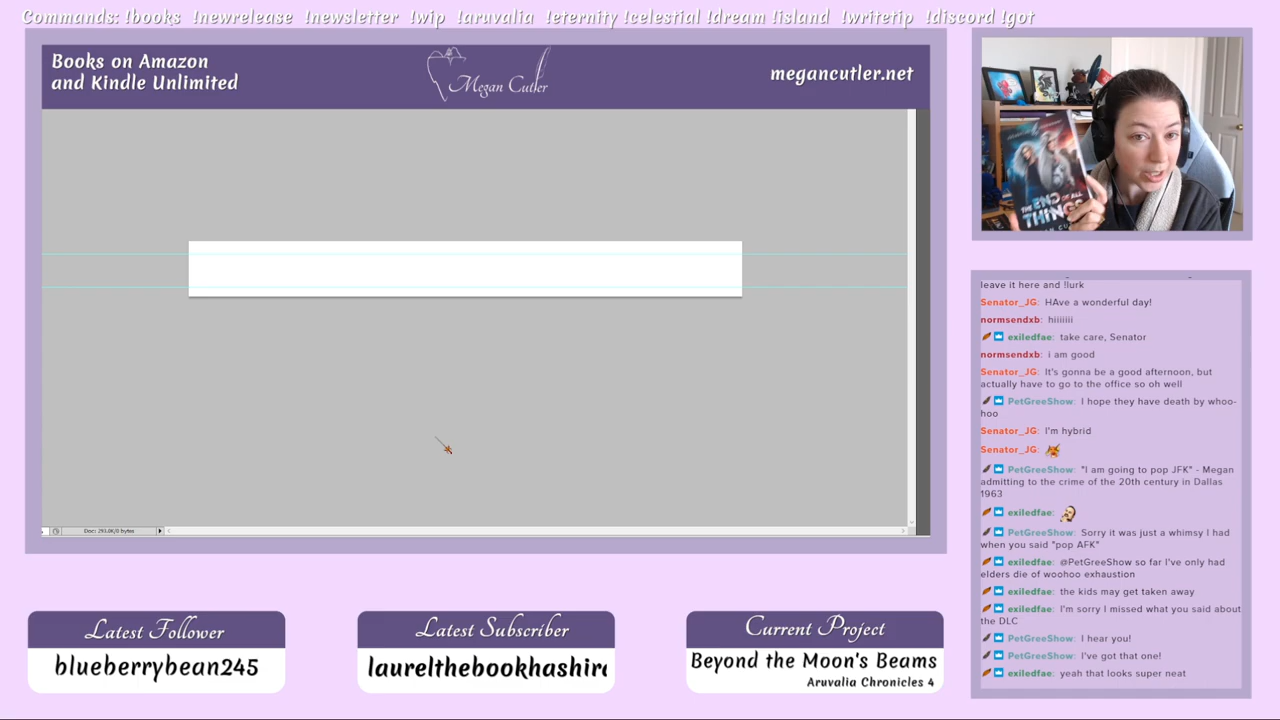 Commands: !books !newrelease !newsletter !wip !aruvalia !eternity !celestial !dream !island !writetip !discord !got
Books on Amazon
and Kindle Unlimited
Megan Cutler
megancutler.net
THE END OF ALL
THINGS
Doc: 293.0K/0 bytes
leave it here and !lurk
Senator_JG: HAve a wonderful day!
normsendxb: hiiiiiii
exiledfae: take care, Senator
normsendxb: i am good
Senator_JG: It's gonna be a good afternoon, but
actually have to go to the office so oh well
PetGreeShow: I hope they have death by whoo-
hoo
Senator_JG: I'm hybrid
Senator_JG:
PetGreeShow: "I am going to pop JFK" - Megan
admitting to the crime of the 20th century in Dallas
1963
exiledfae:
PetGreeShow: Sorry it was just a whimsy I had
when you said "pop AFK"
exiledfae: @PetGreeShow so far I've only had
elders die of woohoo exhaustion
exiledfae: the kids may get taken away
exiledfae: I'm sorry I missed what you said about
the DLC
PetGreeShow: I hear you!
PetGreeShow: I've got that one!
exiledfae: yeah that looks super neat
Latest Follower
blueberrybean245
Latest Subscriber
laurelthebookhashira
Current Project
Beyond the Moon's Beams
Aruvalia Chronicles 4